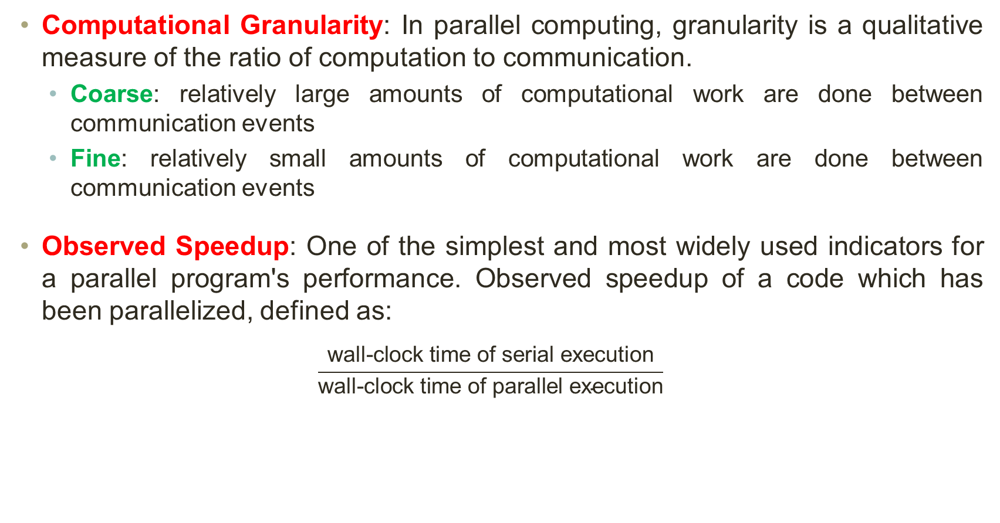 • Computational Granularity: In parallel computing, granularity is a qualitative
measure of the ratio of computation to communication.
• Coarse: relatively large amounts of computational work are done between
communication events
• Fine: relatively small amounts of computational work are done between
communication events
• Observed Speedup: One of the simplest and most widely used indicators for
a parallel program's performance. Observed speedup of a code which has
been parallelized, defined as:
wall-clock time of serial execution
wall-clock time of parallel execution